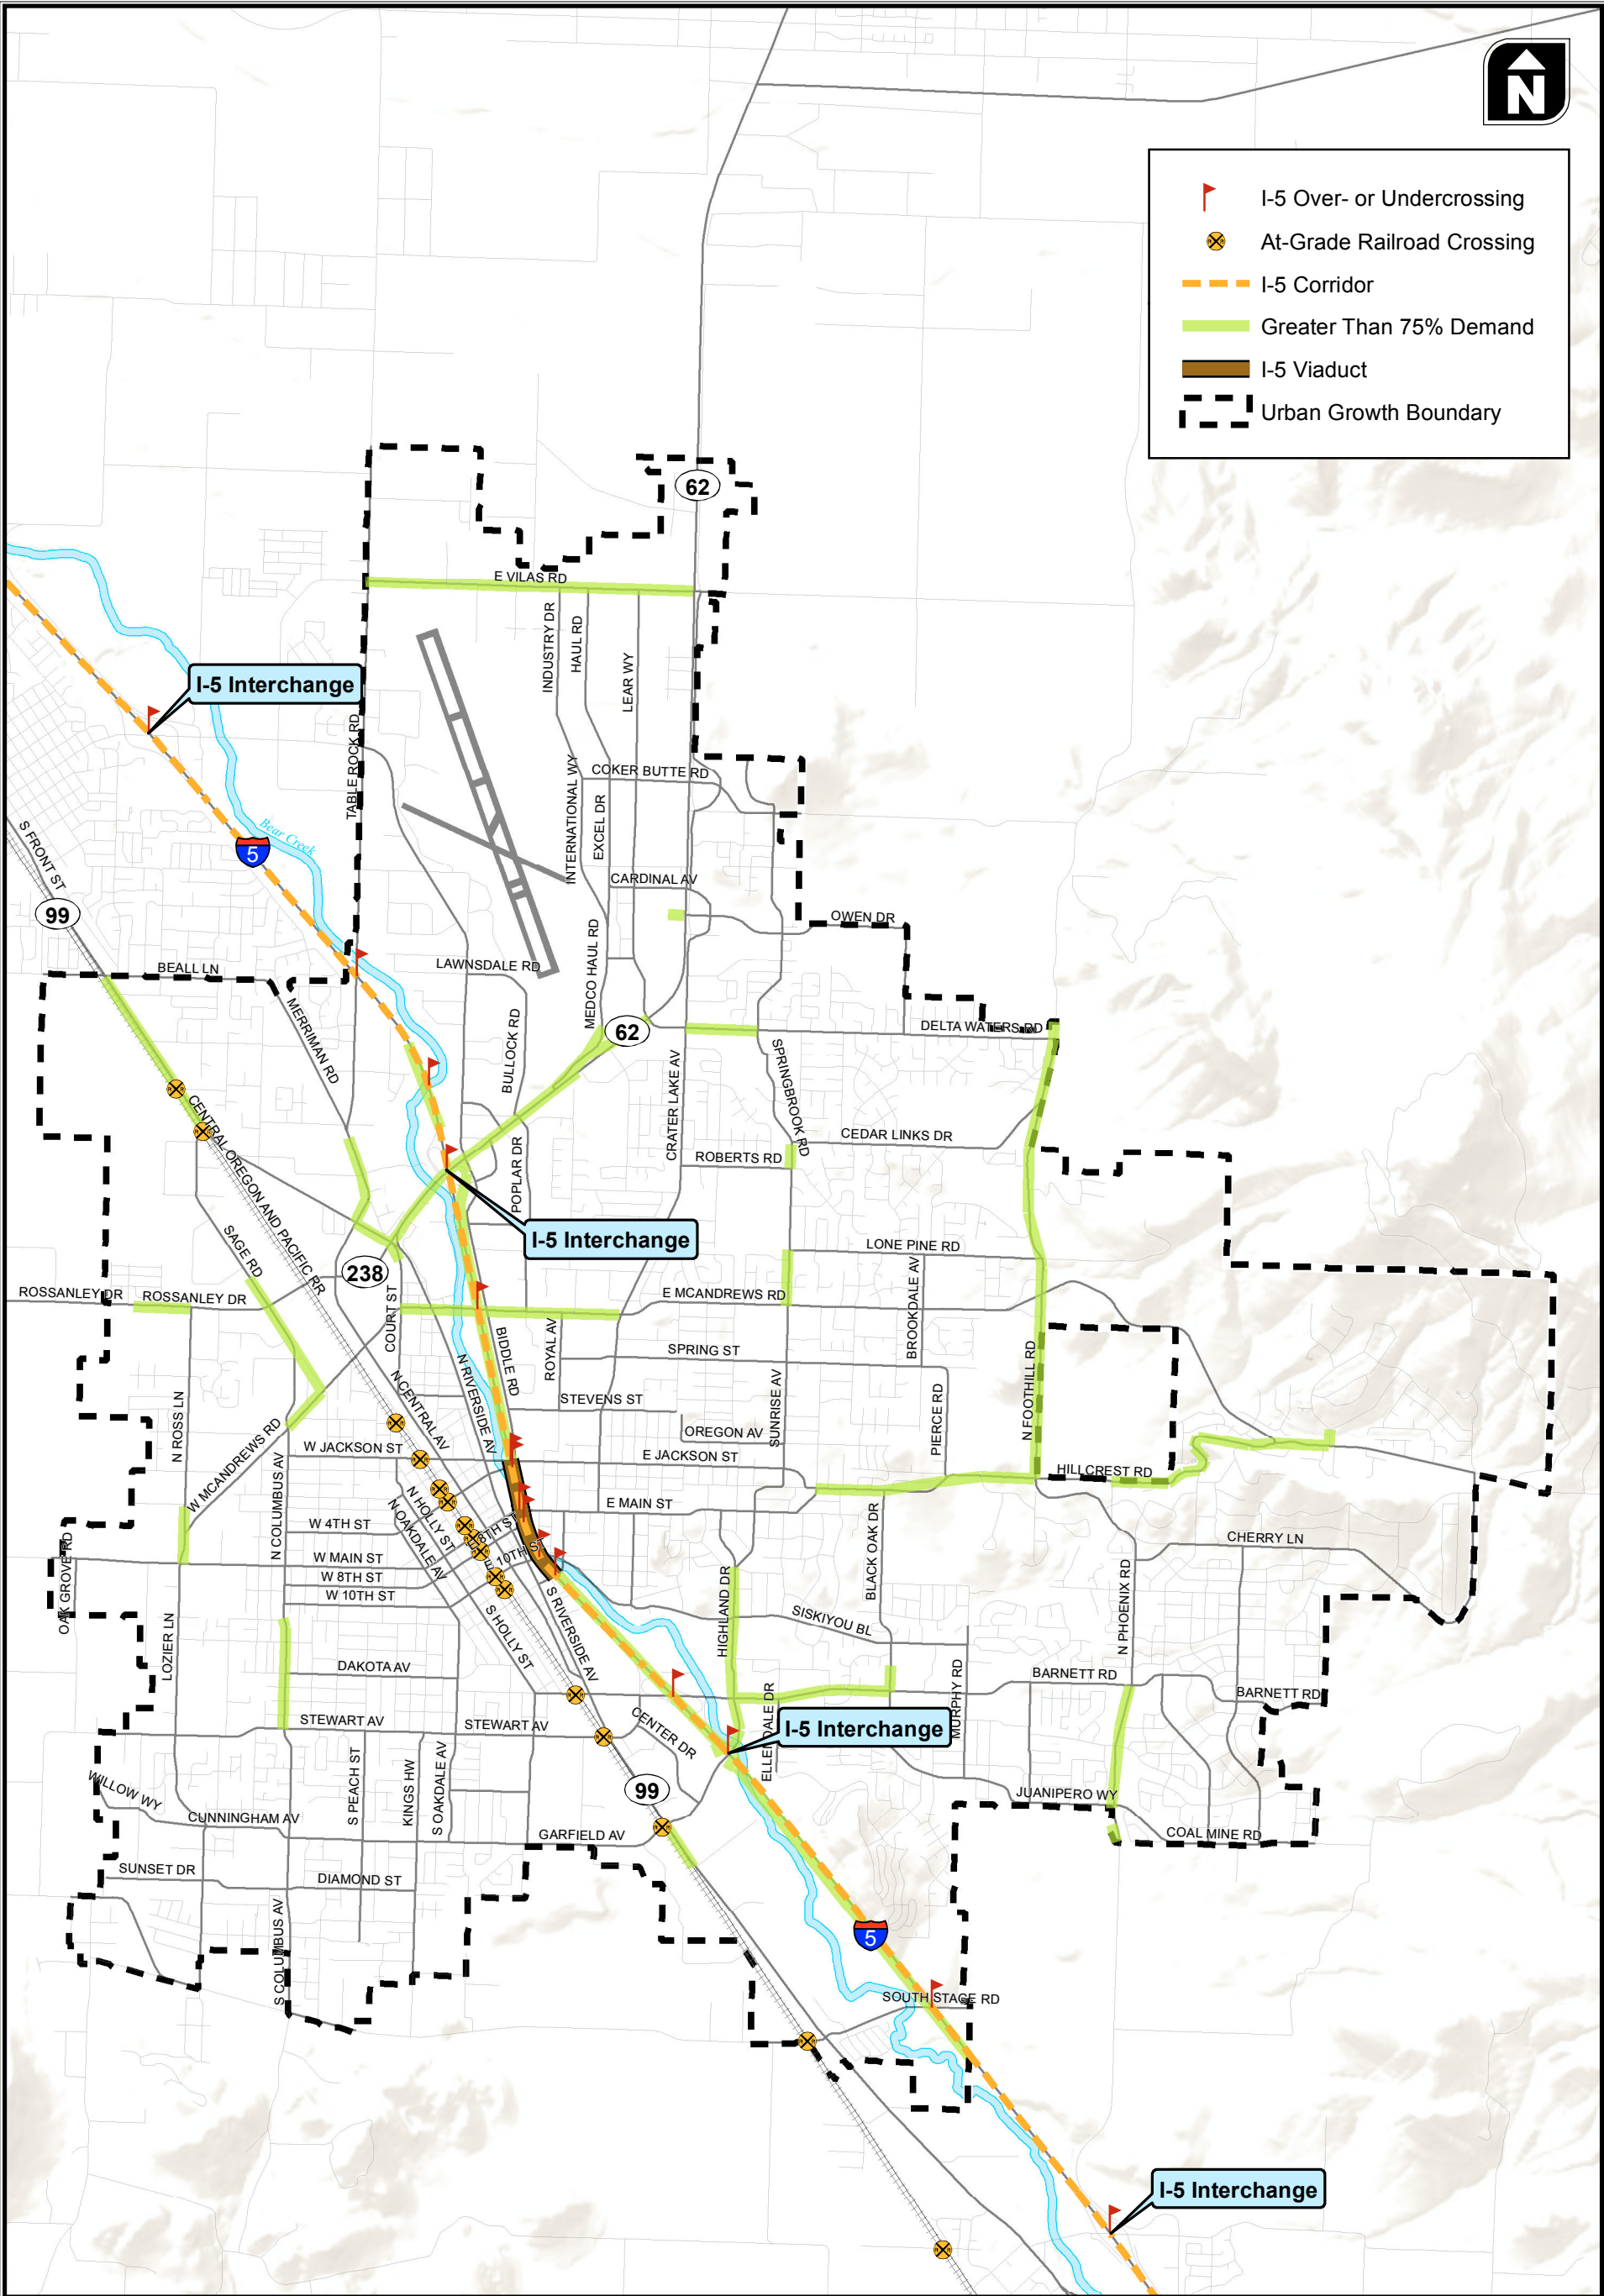 N
I-5 Over- or Undercrossing
At-Grade Railroad Crossing
I-5 Corridor
Greater Than 75% Demand
I-5 Viaduct
Urban Growth Boundary
62
E VILAS RD
INDUSTRY DR
HAUL RD
LEAR WY
I-5 Interchange
TABLE ROCK RD
INTERNATIONAL WY
COKER BUTTE RD
EXCEL DR
S FRONT ST
Bear Creek
5
CARDINAL AV
99
OWEN DR
MEDCO HAUL RD
BEALL LN
LAWNSDALE RD
MERRIMAN RD
BULLOCK RD
62
DELTA WATERS RD
CRATER LAKE AV
SPRINGBROOK RD
CENTRAL OREGON AND PACIFIC RR
POPLAR DR
CEDAR LINKS DR
ROBERTS RD
SAGE RD
I-5 Interchange
LONE PINE RD
238
BROOKDALE AV
ROSSANLEY DR
ROSSANLEY DR
COURT ST
E MCANDREWS RD
BIDDLE RD
ROYAL AV
SPRING ST
N FOOTHILL RD
N RIVERSIDE AV
N CENTRAL AV
STEVENS ST
SUNRISE AV
PIERCE RD
N ROSS LN
OREGON AV
W MCANDREWS RD
W JACKSON ST
E JACKSON ST
HILLCREST RD
N COLUMBUS AV
N HOLLY ST
N OAKDALE AV
E MAIN ST
W 4TH ST
8TH ST
BLACK OAK DR
CHERRY LN
OAK GROVE RD
W MAIN ST
E 10TH ST
W 8TH ST
W 10TH ST
HIGHLAND DR
N PHOENIX RD
S HOLLY ST
S RIVERSIDE AV
SISKIYOU BL
LOZIER LN
DAKOTA AV
MURPHY RD
BARNETT RD
BARNETT RD
ELLENDALE DR
STEWART AV
STEWART AV
CENTER DR
I-5 Interchange
S PEACH ST
KINGS HW
S OAKDALE AV
99
WILLOW WY
JUANIPERO WY
CUNNINGHAM AV
GARFIELD AV
COAL MINE RD
SUNSET DR
DIAMOND ST
S COLUMBUS AV
5
SOUTH STAGE RD
I-5 Interchange